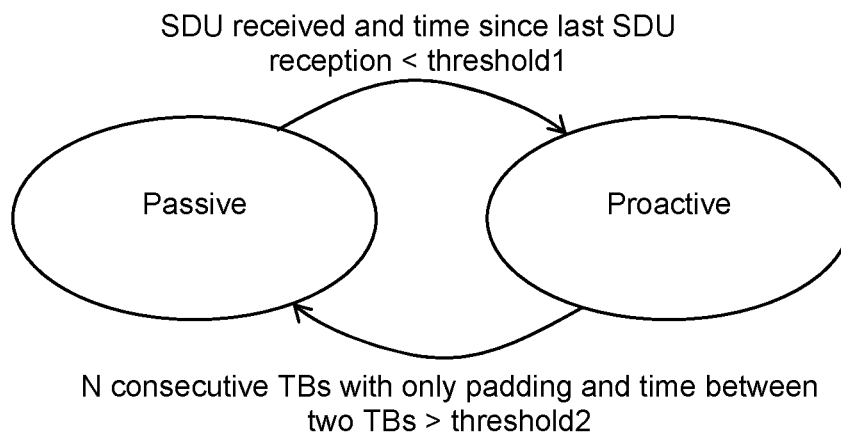 SDU received and time since last SDU
reception < threshold1
Passive
Proactive
N consecutive TBs with only padding and time between
two TBs > threshold2